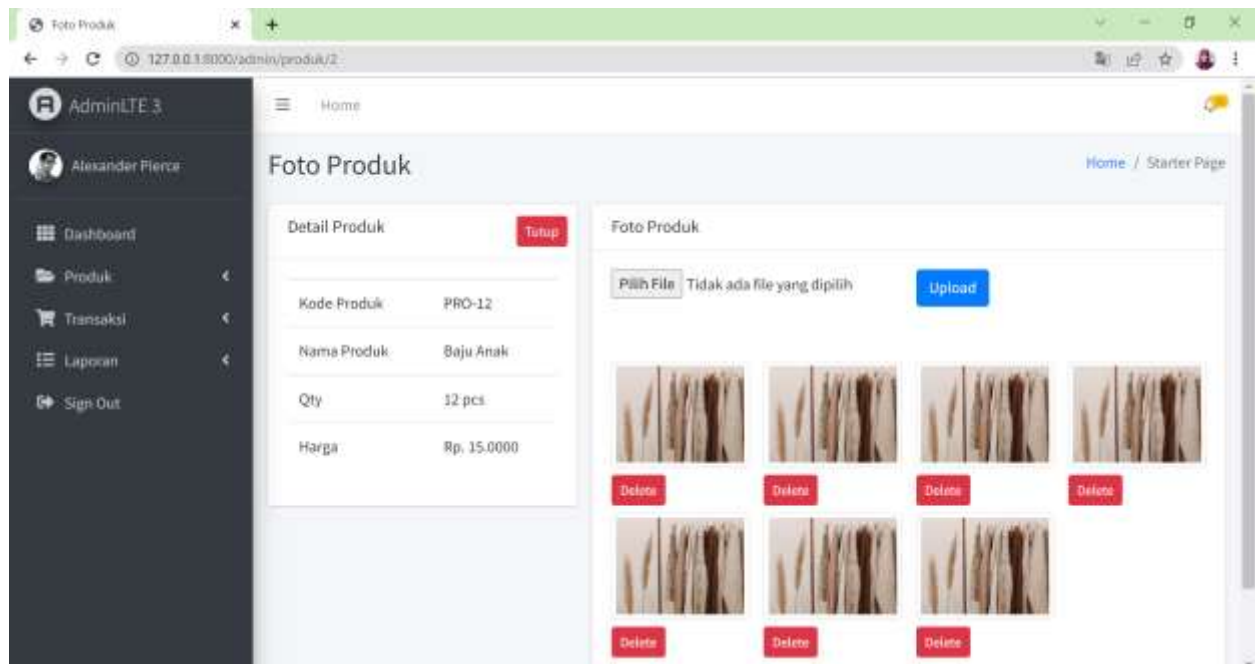 Foto Produk
127.0.0.1:8000/admin/produk/2
AdminLTE 3
Home
Alexander Pierce
Foto Produk
Home / Starter Page
Dashboard
Produk
Transaksi
Laporan
Sign Out
Detail Produk
Tutup
Kode Produk PRO-12
Nama Produk Baju Anak
Qty 12 pcs
Harga Rp. 15.0000
Foto Produk
Pilih File Tidak ada file yang dipilih
Upload
Delete Delete Delete Delete
Delete Delete Delete